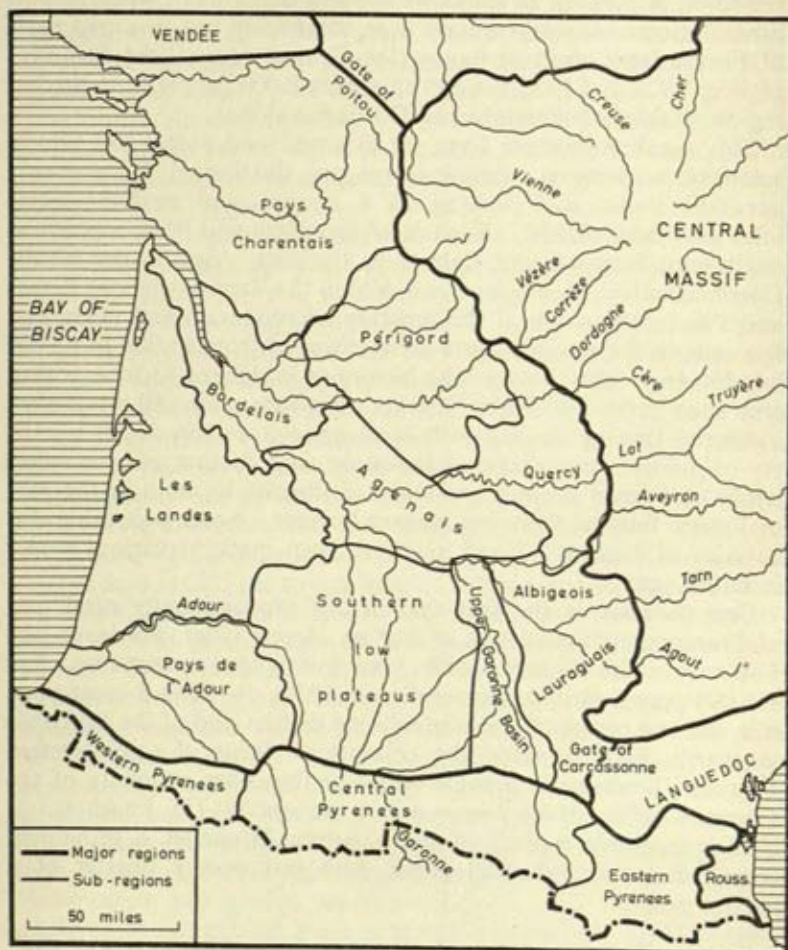 VENDÉE
Gate of
Poitou
Creuse
Cher
Vienne
Pays
Charentais
CENTRAL
MASSIF
Vézère
Corrèze
BAY OF
BISCAY
Périgord
Dordogne
Cère
Truyère
Bordelais
Lot
Quercy
Agenais
Aveyron
Les
Landes
Tarn
Albigeois
Adour
Southern
low
plateaus
Upper
Garonne
Basin
Agout
Lauraguais
Pays de
l'Adour
Gate of
Carcassonne
Western Pyrenees
LANGUEDOC
Central
Pyrenees
Garonne
Major regions
Sub-regions
50 miles
Eastern
Pyrenees
Rouss.